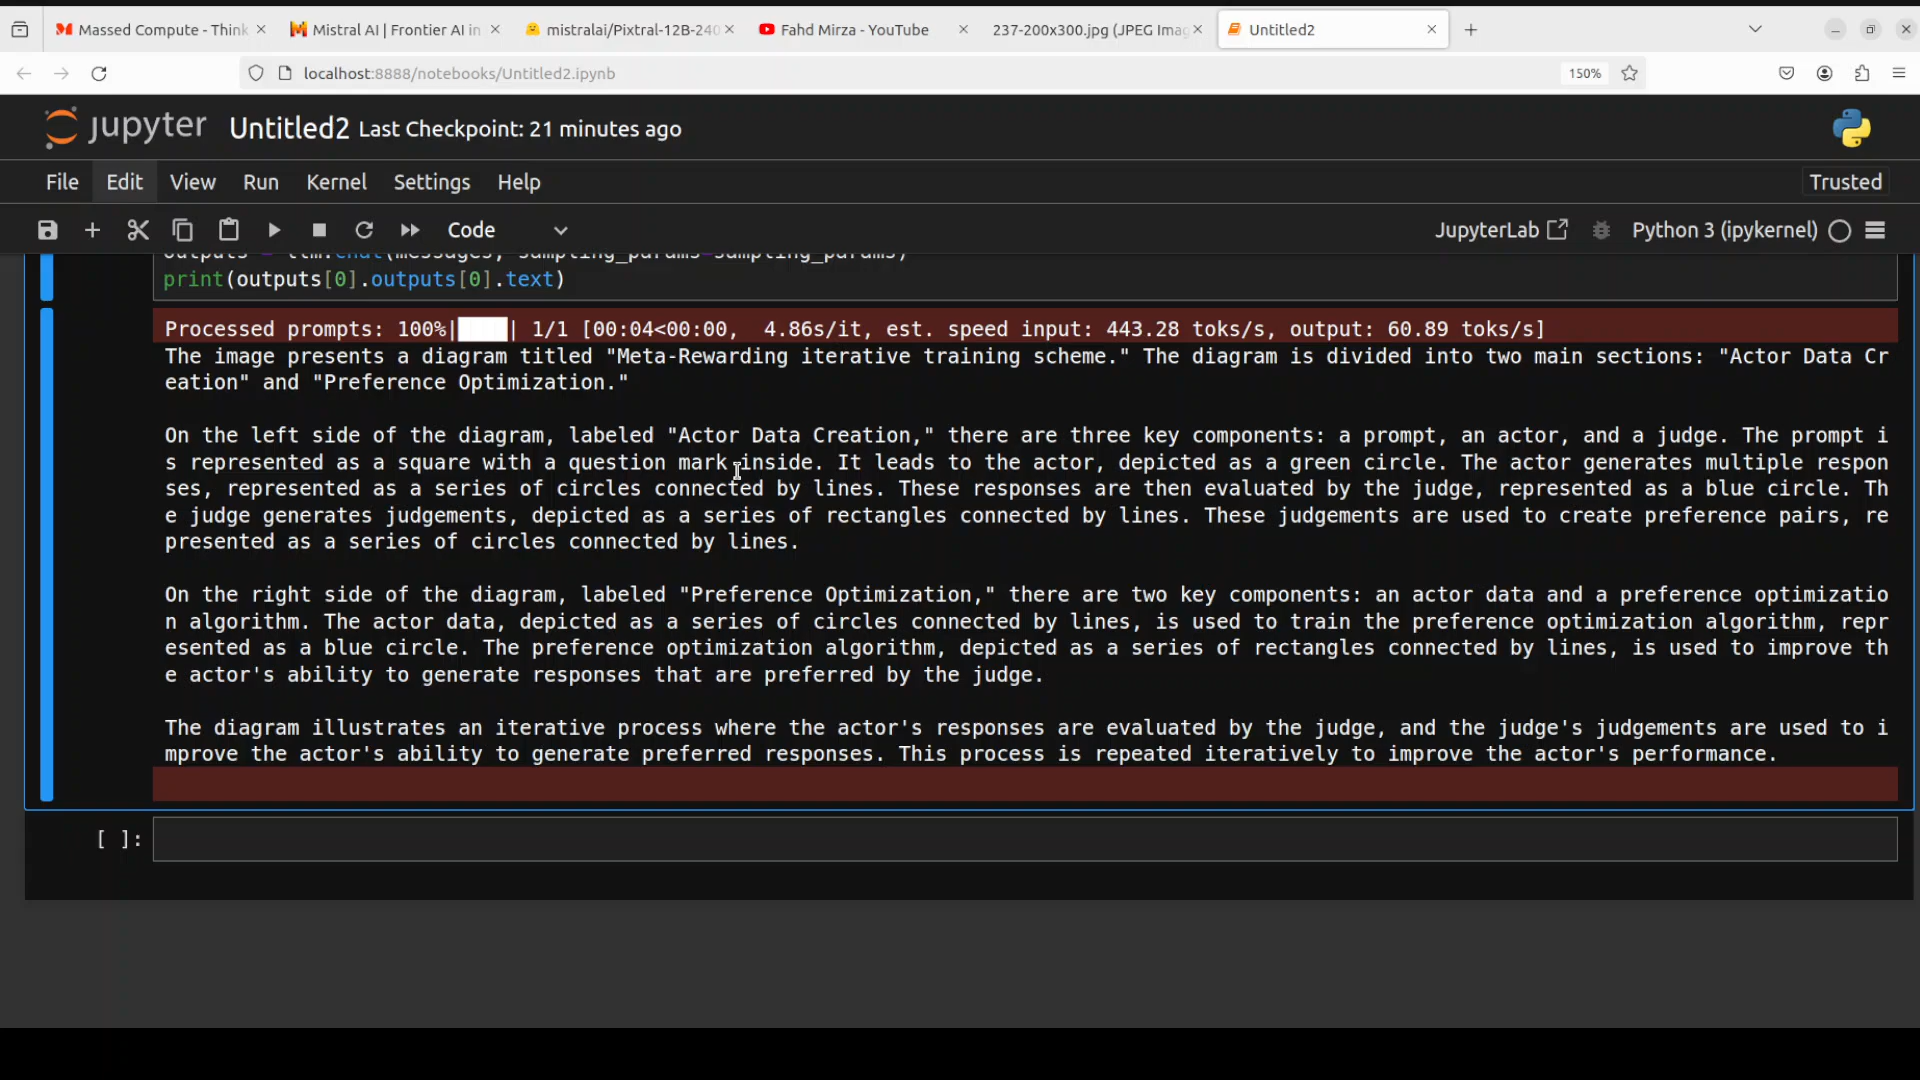 Massed Compute - Think
Mistral AI | Frontier AI in
mistralai/Pixtral-12B-240
Fahd Mirza - YouTube
237-200x300.jpg (JPEG Imag
Untitled2
localhost:8888/notebooks/Untitled2.ipynb
150%
jupyter Untitled2 Last Checkpoint: 21 minutes ago
File Edit View Run Kernel Settings Help
Trusted
Code
JupyterLab
Python 3 (ipykernel)
outputs = llm.chat(messages, sampling_params=sampling_params)
print(outputs[0].outputs[0].text)
Processed prompts: 100%|████| 1/1 [00:04<00:00,  4.86s/it, est. speed input: 443.28 toks/s, output: 60.89 toks/s]
The image presents a diagram titled "Meta-Rewarding iterative training scheme." The diagram is divided into two main sections: "Actor Data Cr
eation" and "Preference Optimization."
On the left side of the diagram, labeled "Actor Data Creation," there are three key components: a prompt, an actor, and a judge. The prompt i
s represented as a square with a question mark inside. It leads to the actor, depicted as a green circle. The actor generates multiple respon
ses, represented as a series of circles connected by lines. These responses are then evaluated by the judge, represented as a blue circle. Th
e judge generates judgements, depicted as a series of rectangles connected by lines. These judgements are used to create preference pairs, re
presented as a series of circles connected by lines.
On the right side of the diagram, labeled "Preference Optimization," there are two key components: an actor data and a preference optimizatio
n algorithm. The actor data, depicted as a series of circles connected by lines, is used to train the preference optimization algorithm, repr
esented as a blue circle. The preference optimization algorithm, depicted as a series of rectangles connected by lines, is used to improve th
e actor's ability to generate responses that are preferred by the judge.
The diagram illustrates an iterative process where the actor's responses are evaluated by the judge, and the judge's judgements are used to i
mprove the actor's ability to generate preferred responses. This process is repeated iteratively to improve the actor's performance.
[ ]: